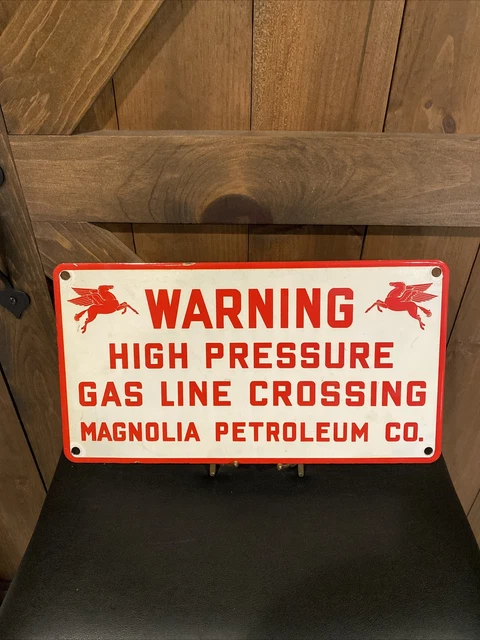 WARNING
HIGH PRESSURE
GAS LINE CROSSING
MAGNOLIA PETROLEUM CO.